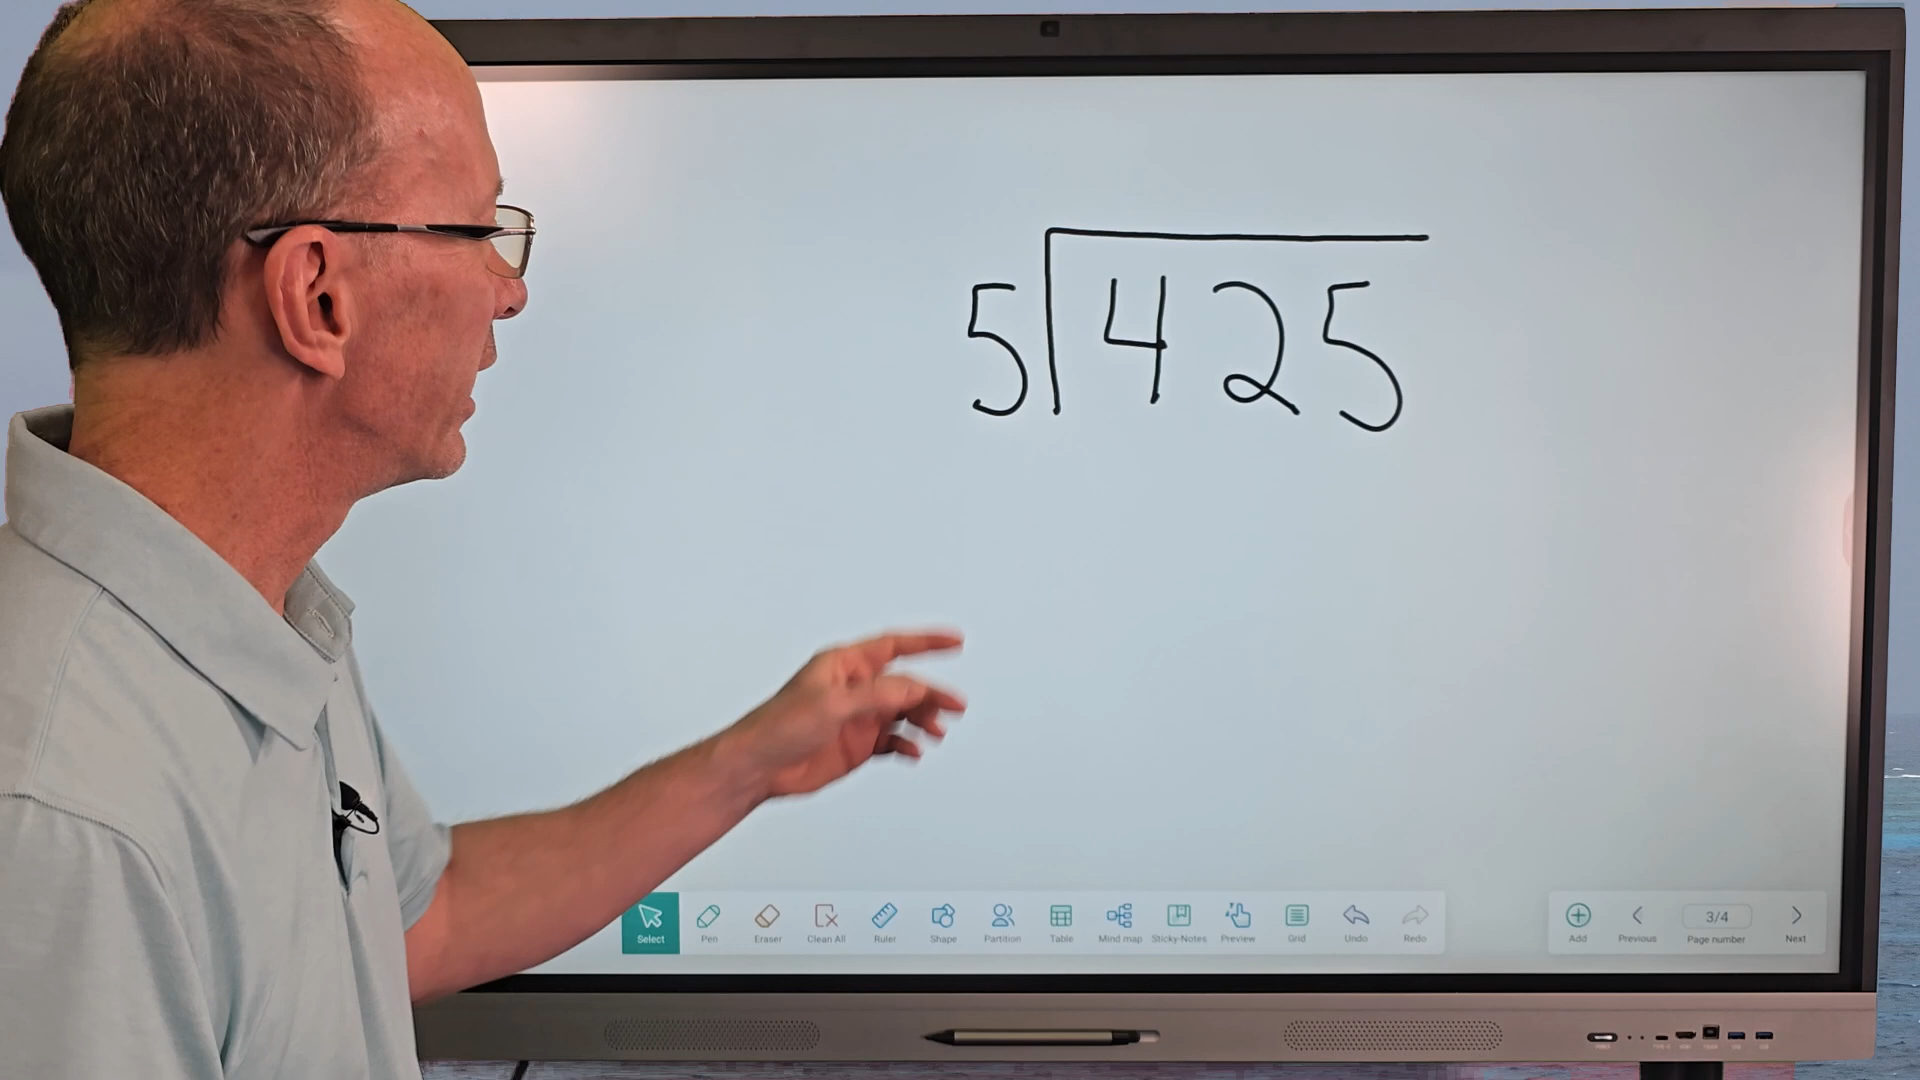 5 425
Select Pen Eraser Clean All Ruler Shape Partition Table Mind map Sticky-Notes Preview Grid Undo Redo Add Previous 3/4 Page number Next